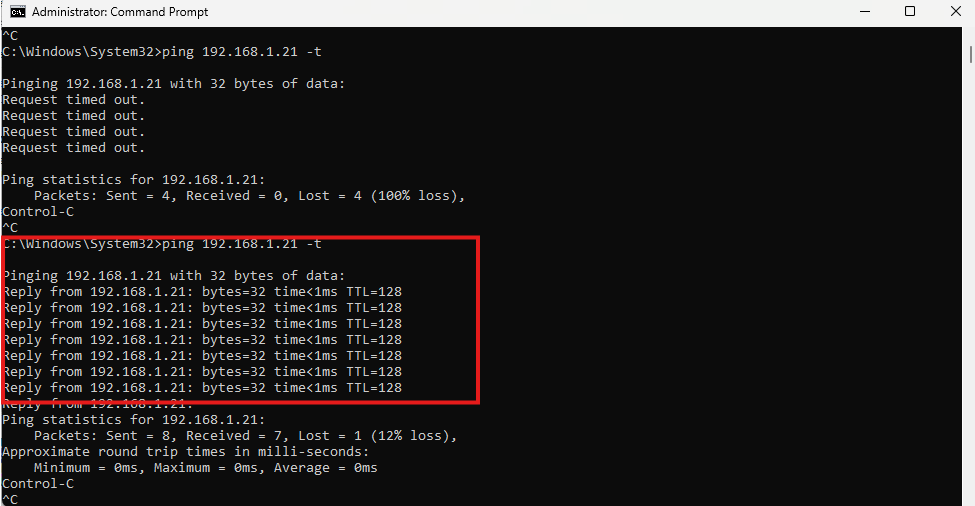 Administrator: Command Prompt
^C
C:\Windows\System32>ping 192.168.1.21 -t
Pinging 192.168.1.21 with 32 bytes of data:
Request timed out.
Request timed out.
Request timed out.
Request timed out.
Ping statistics for 192.168.1.21:
    Packets: Sent = 4, Received = 0, Lost = 4 (100% loss),
Control-C
^C
C:\Windows\System32>ping 192.168.1.21 -t
Pinging 192.168.1.21 with 32 bytes of data:
Reply from 192.168.1.21: bytes=32 time<1ms TTL=128
Reply from 192.168.1.21: bytes=32 time<1ms TTL=128
Reply from 192.168.1.21: bytes=32 time<1ms TTL=128
Reply from 192.168.1.21: bytes=32 time<1ms TTL=128
Reply from 192.168.1.21: bytes=32 time<1ms TTL=128
Reply from 192.168.1.21: bytes=32 time<1ms TTL=128
Reply from 192.168.1.21: bytes=32 time<1ms TTL=128
Reply from 192.168.1.21:
Ping statistics for 192.168.1.21:
    Packets: Sent = 8, Received = 7, Lost = 1 (12% loss),
Approximate round trip times in milli-seconds:
    Minimum = 0ms, Maximum = 0ms, Average = 0ms
Control-C
^C